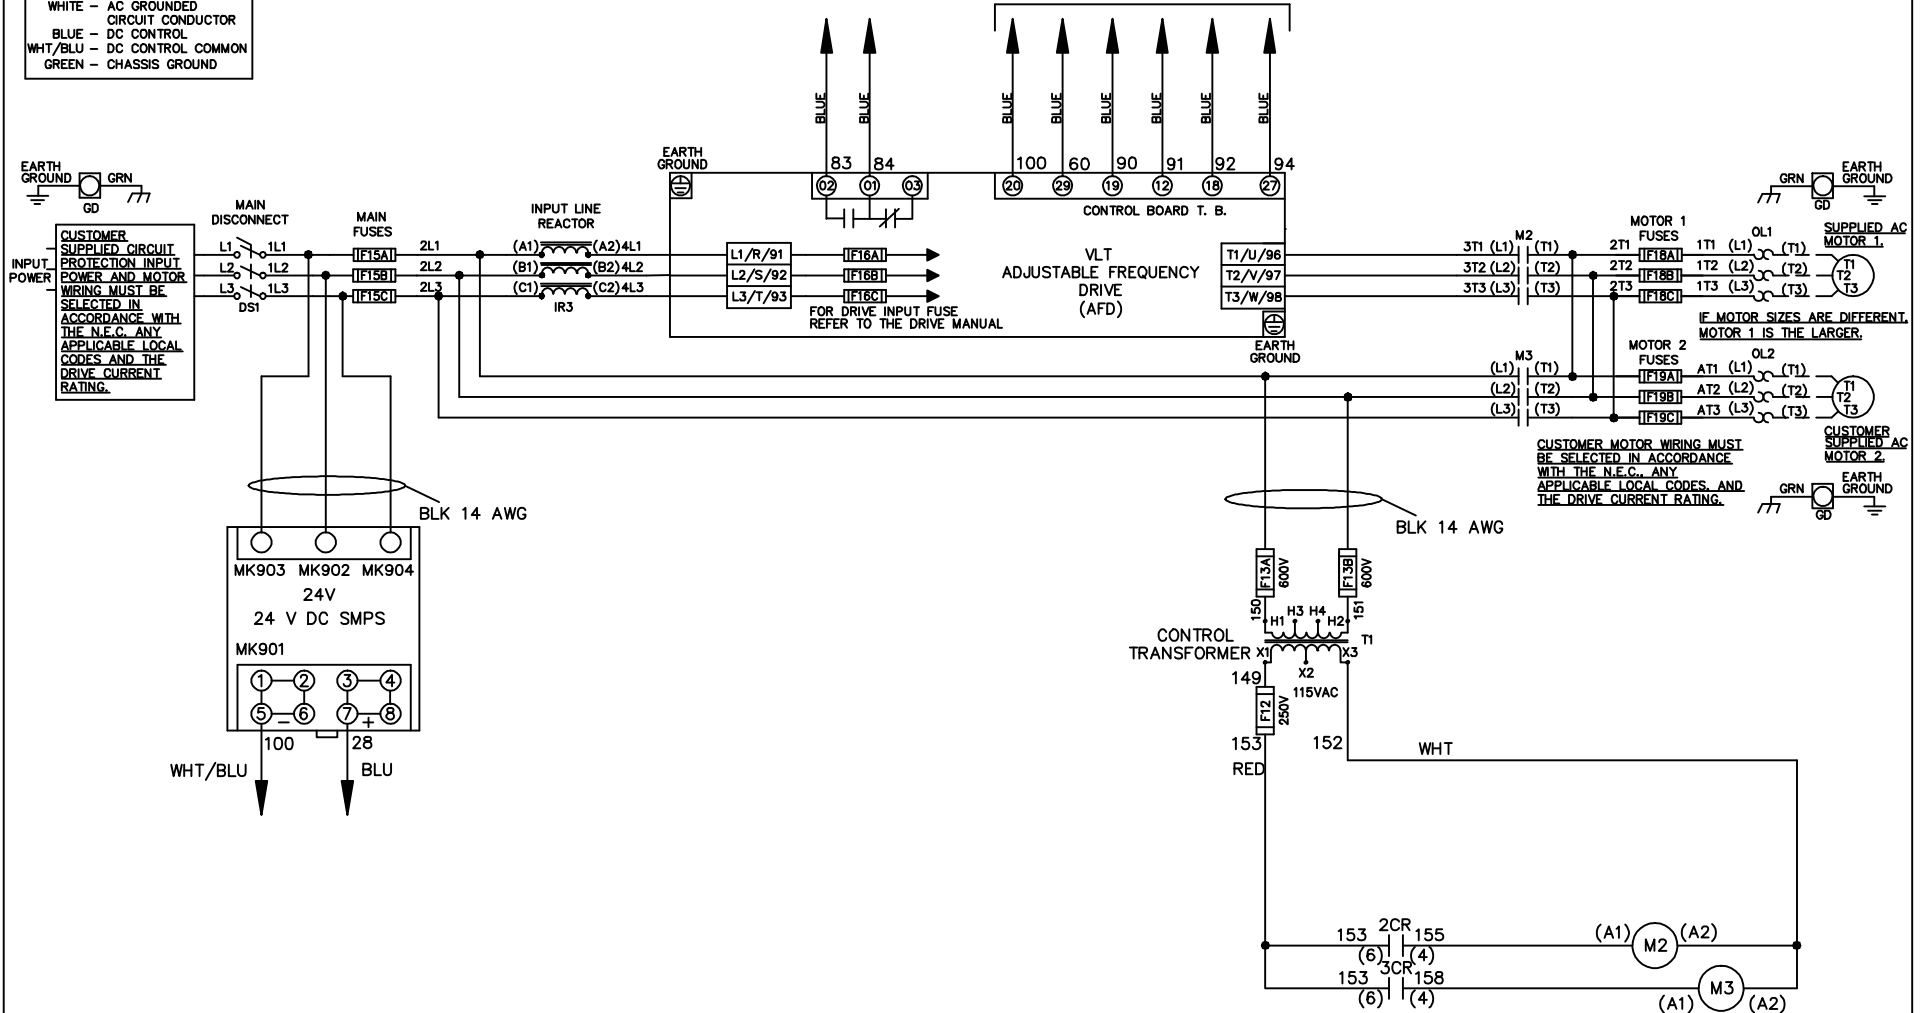 WHITE – AC GROUNDED
CIRCUIT CONDUCTOR
BLUE – DC CONTROL
WHT/BLU – DC CONTROL COMMON
GREEN – CHASSIS GROUND
BLUE BLUE BLUE BLUE BLUE BLUE BLUE BLUE
83 84 100 60 90 91 92 94
EARTH
GROUND
02 01 03 20 29 19 12 18 27
CONTROL BOARD T. B.
EARTH
GROUND
GRN
GD
INPUT
POWER
CUSTOMER
SUPPLIED CIRCUIT
PROTECTION INPUT
POWER AND MOTOR
WIRING MUST BE
SELECTED IN
ACCORDANCE WITH
THE N.E.C. ANY
APPLICABLE LOCAL
CODES AND THE
DRIVE CURRENT
RATING.
MAIN
DISCONNECT
L1 1L1
L2 1L2
L3 1L3
DS1
MAIN
FUSES
F15A 2L1
F15B 2L2
F15C 2L3
INPUT LINE
REACTOR
(A1) (A2) 4L1
(B1) (B2) 4L2
(C1) (C2) 4L3
IR3
L1/R/91 F16A
L2/S/92 F16B
L3/T/93 F16C
FOR DRIVE INPUT FUSE
REFER TO THE DRIVE MANUAL
VLT
ADJUSTABLE FREQUENCY
DRIVE
(AFD)
T1/U/96
T2/V/97
T3/W/98
EARTH
GROUND
M2
3T1 (L1) (T1)
3T2 (L2) (T2)
3T3 (L3) (T3)
MOTOR 1
FUSES
2T1 F18A 1T1 (L1) (T1)
2T2 F18B 1T2 (L2) (T2)
2T3 F18C 1T3 (L3) (T3)
OL1
GRN
GD
EARTH
GROUND
SUPPLIED AC
MOTOR 1.
T1
T2
T3
IF MOTOR SIZES ARE DIFFERENT,
MOTOR 1 IS THE LARGER.
M3
(L1) (T1)
(L2) (T2)
(L3) (T3)
MOTOR 2
FUSES
F19A AT1 (L1) (T1)
F19B AT2 (L2) (T2)
F19C AT3 (L3) (T3)
OL2
T1
T2
T3
CUSTOMER
SUPPLIED AC
MOTOR 2.
CUSTOMER MOTOR WIRING MUST
BE SELECTED IN ACCORDANCE
WITH THE N.E.C., ANY
APPLICABLE LOCAL CODES, AND
THE DRIVE CURRENT RATING.
GRN
GD
EARTH
GROUND
BLK 14 AWG
MK903 MK902 MK904
24V
24 V DC SMPS
MK901
1 2 3 4
5 – 6 7 + 8
100 28
WHT/BLU BLU
BLK 14 AWG
F13A 600V F13B 600V
150 151
H1 H3 H4 H2
T1
CONTROL
TRANSFORMER
X1 X3
X2
149
115VAC
F12 250V
153 152
RED
WHT
2CR
153 155 (A1) M2 (A2)
(6) (4)
3CR
153 158 M3
(6) (4) (A1) (A2)